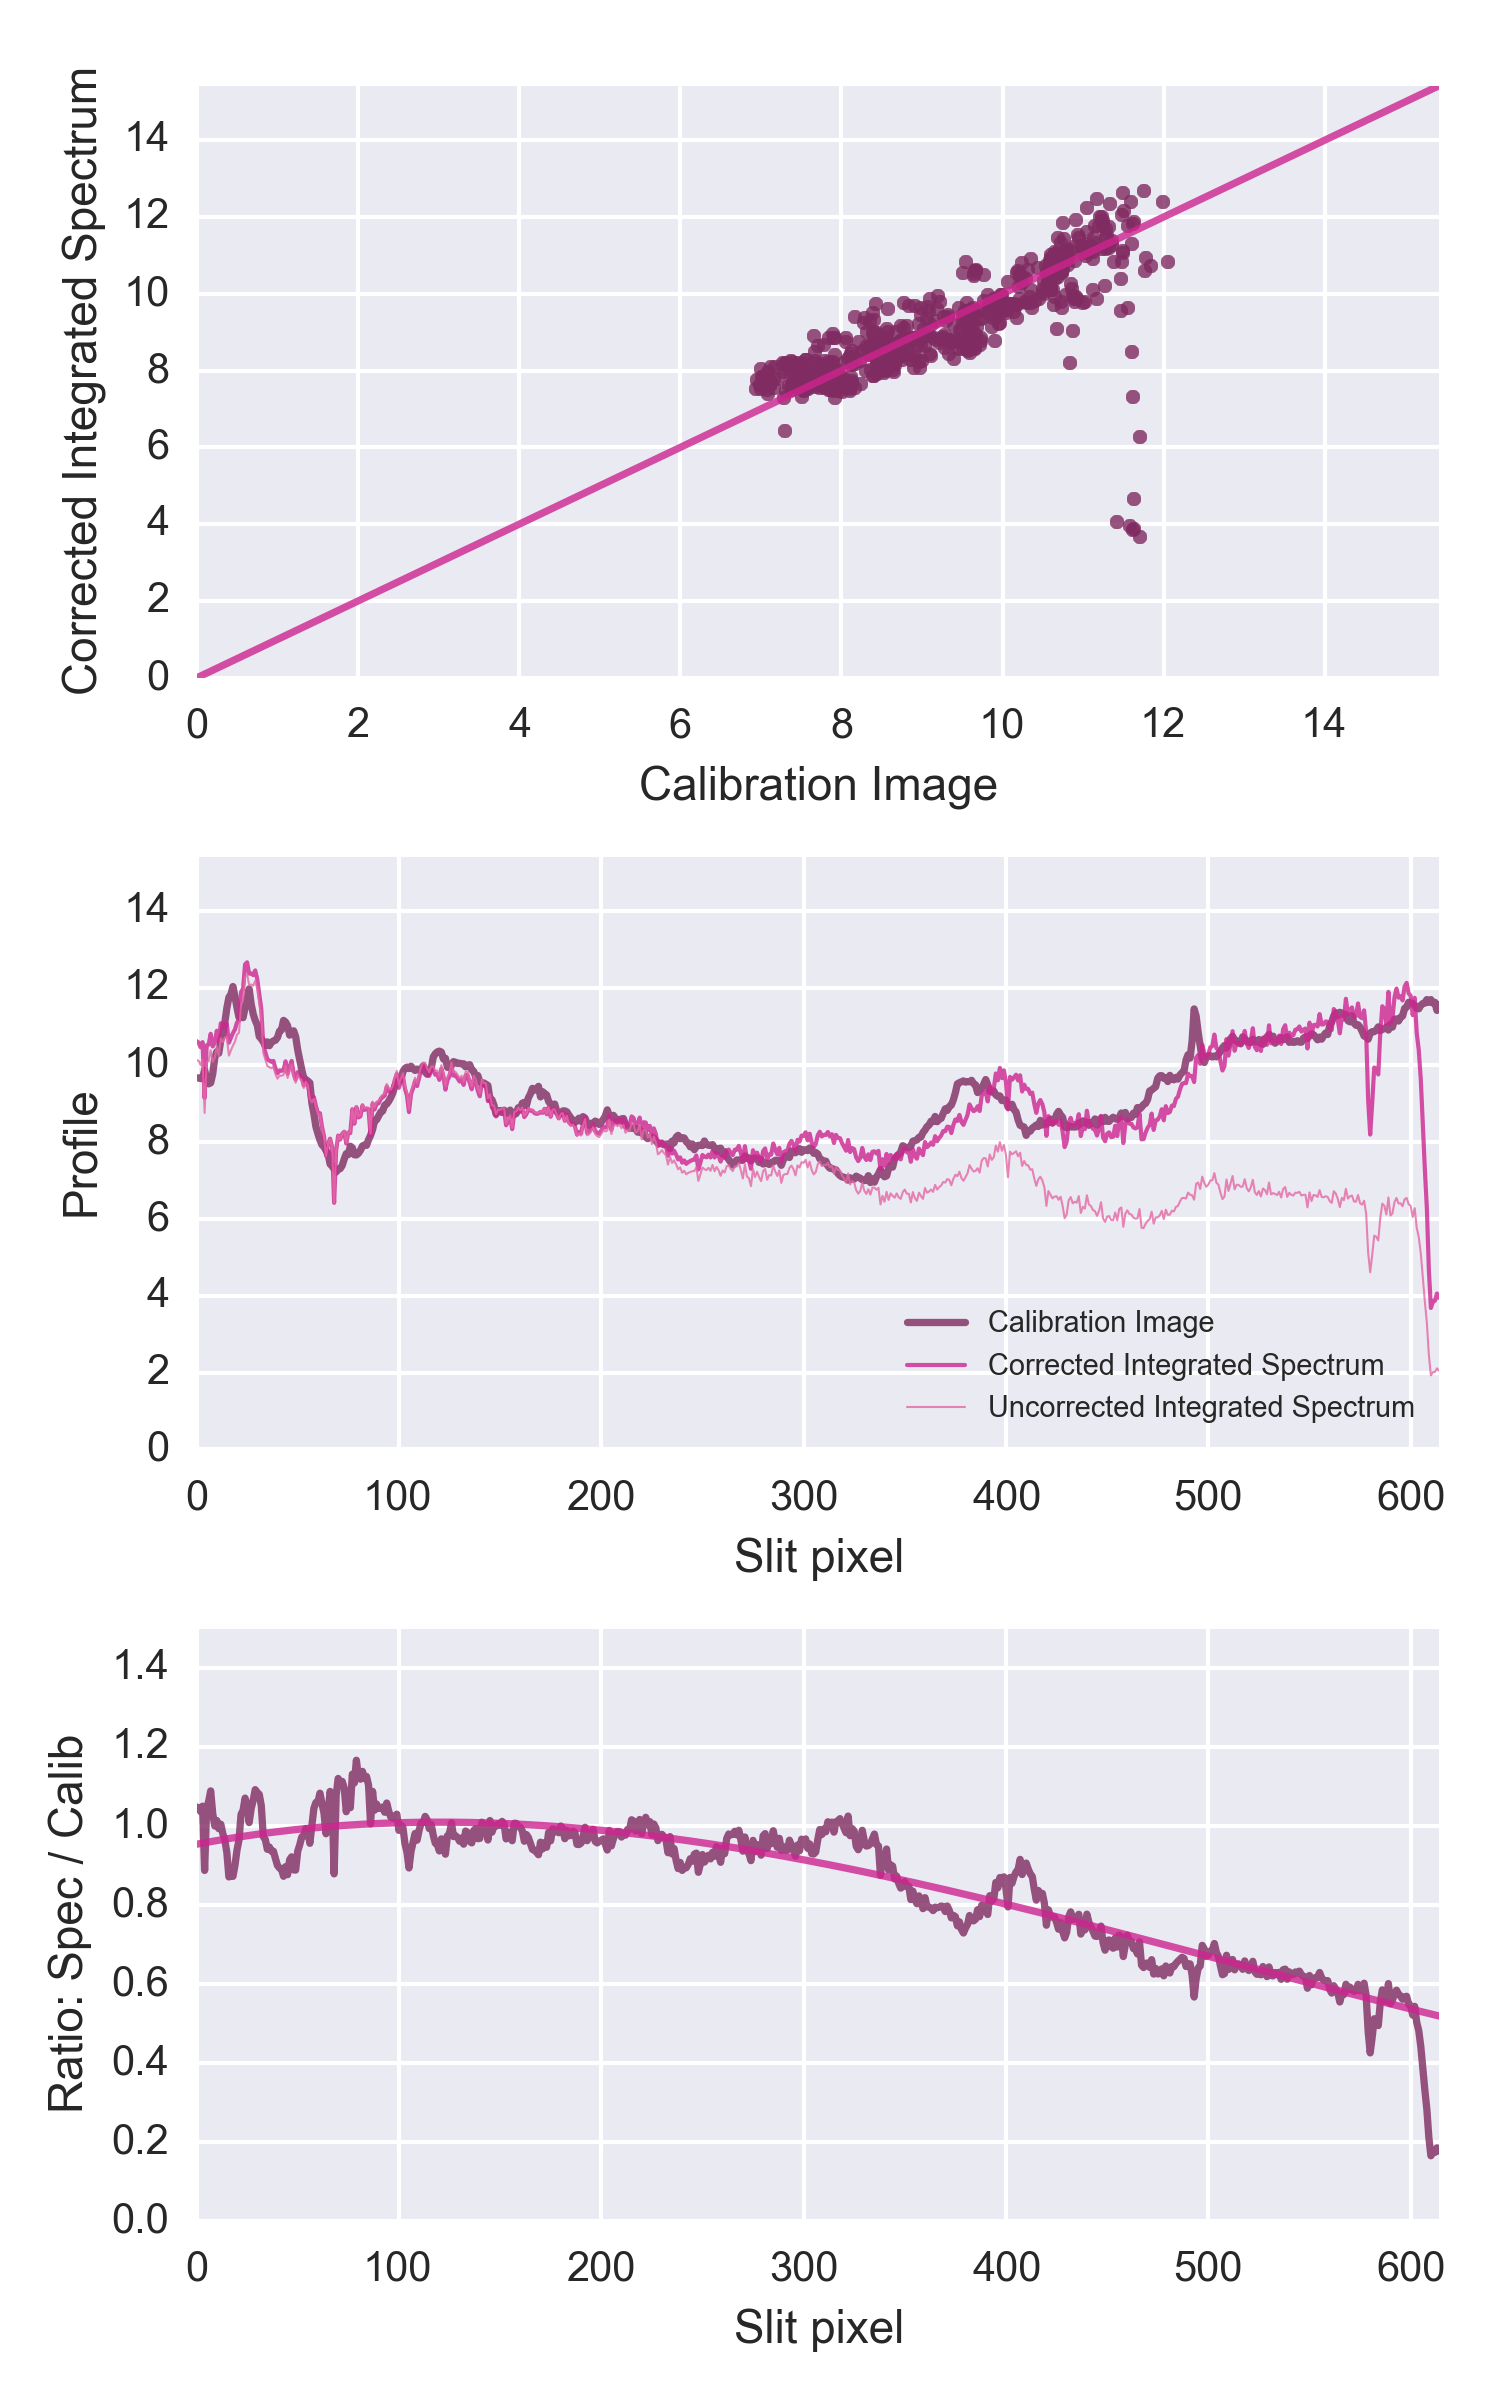 Corrected Integrated Spectrum
14
12
10
8
6
4
2
0
0 2 4 6 8 10 12 14
Calibration Image
Profile
14
12
10
8
6
4
2
0
Calibration Image
Corrected Integrated Spectrum
Uncorrected Integrated Spectrum
0 100 200 300 400 500 600
Slit pixel
Ratio: Spec / Calib
1.4
1.2
1.0
0.8
0.6
0.4
0.2
0.0
0 100 200 300 400 500 600
Slit pixel